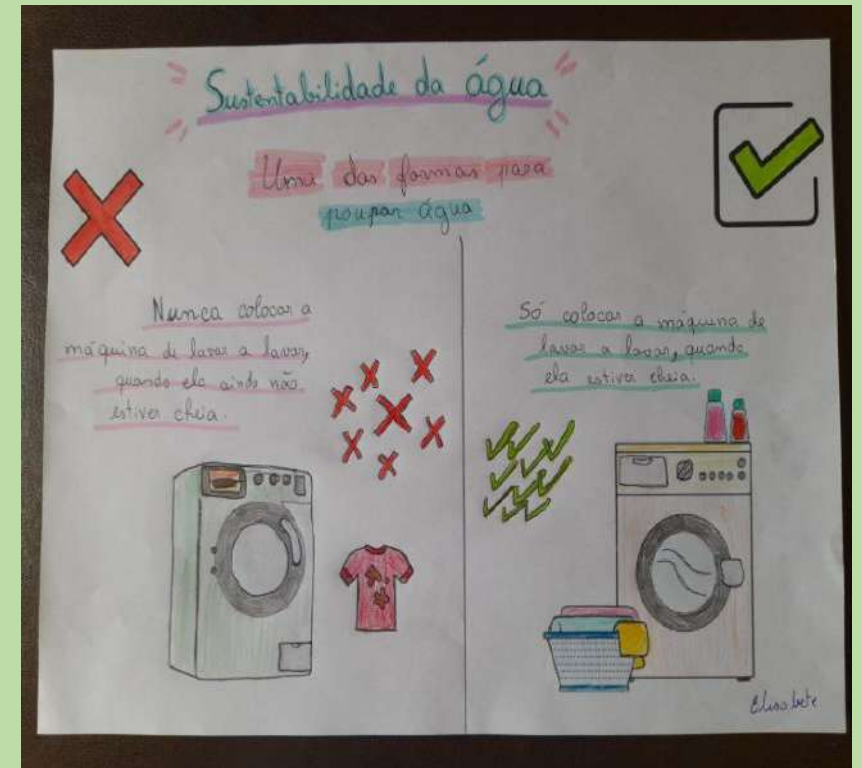 Sustentabilidade da água
Uma das formas para
poupar água
Nunca colocar a
máquina de lavar a lavar,
quando ela ainda não
estiver cheia.
Só colocar a máquina de
lavar a lavar, quando
ela estiver cheia.
Elisabete